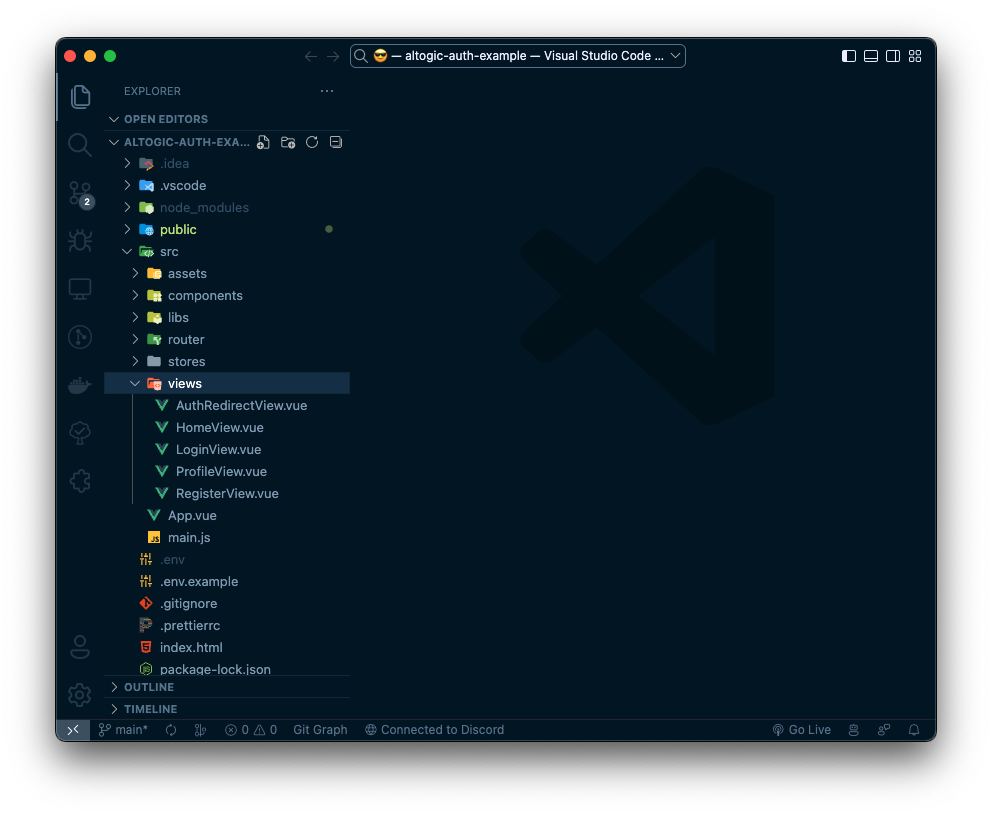 😎 — altogic-auth-example — Visual Studio Code ...
EXPLORER
OPEN EDITORS
ALTOGIC-AUTH-EXA...
.idea
.vscode
node_modules
public
src
assets
components
libs
router
stores
views
AuthRedirectView.vue
HomeView.vue
LoginView.vue
ProfileView.vue
RegisterView.vue
App.vue
JS main.js
.env
.env.example
.gitignore
.prettierrc
index.html
package-lock.json
OUTLINE
TIMELINE
2
main* 0 0 Git Graph Connected to Discord Go Live